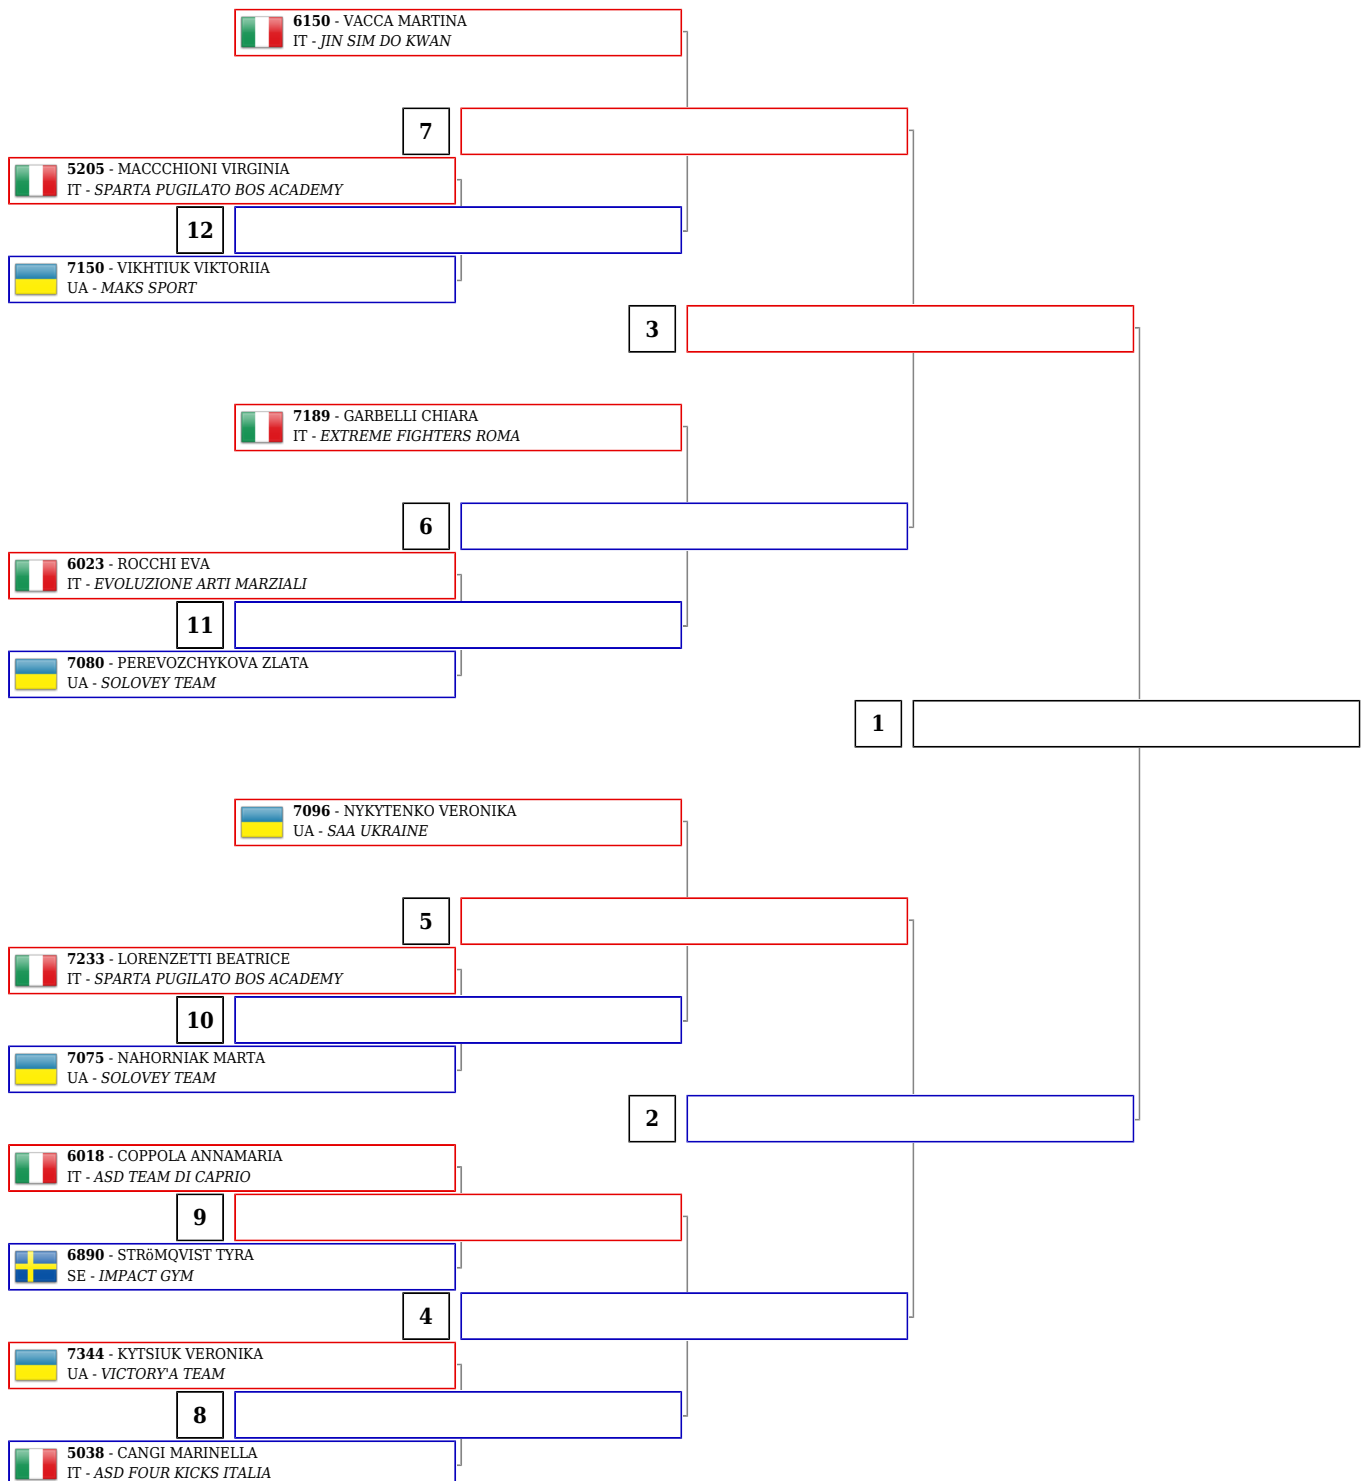 6150 - VACCA MARTINA
IT - JIN SIM DO KWAN
7
5205 - MACCCHIONI VIRGINIA
IT - SPARTA PUGILATO BOS ACADEMY
12
7150 - VIKHTIUK VIKTORIIA
UA - MAKS SPORT
3
7189 - GARBELLI CHIARA
IT - EXTREME FIGHTERS ROMA
6
6023 - ROCCHI EVA
IT - EVOLUZIONE ARTI MARZIALI
11
7080 - PEREVOZCHYKOVA ZLATA
UA - SOLOVEY TEAM
1
7096 - NYKYTENKO VERONIKA
UA - SAA UKRAINE
5
7233 - LORENZETTI BEATRICE
IT - SPARTA PUGILATO BOS ACADEMY
10
7075 - NAHORNIAK MARTA
UA - SOLOVEY TEAM
2
6018 - COPPOLA ANNAMARIA
IT - ASD TEAM DI CAPRIO
9
6890 - STRöMQVIST TYRA
SE - IMPACT GYM
4
7344 - KYTSIUK VERONIKA
UA - VICTORY'A TEAM
8
5038 - CANGI MARINELLA
IT - ASD FOUR KICKS ITALIA